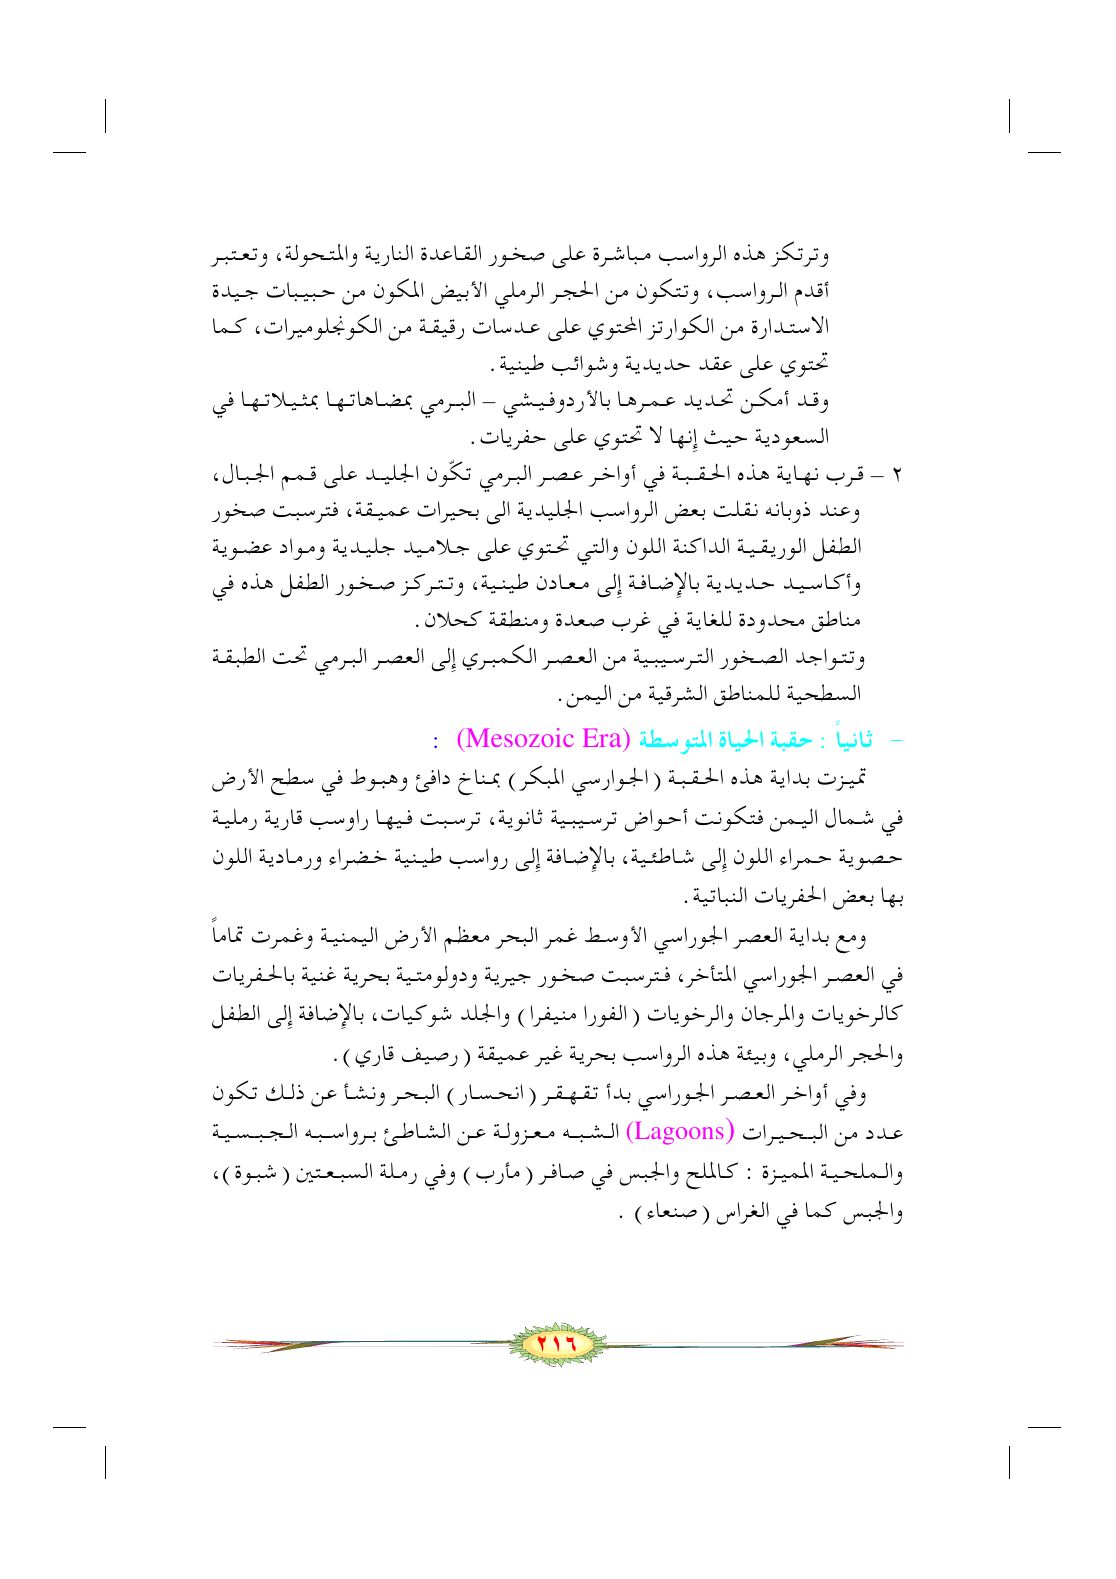 وترتكز هذه الرواسب مباشرة على صخور القاعدة النارية والمتحولة، وتعتبر
أقدم الرواسب، وتتكون من الحجر الرملي الأبيض المكون من حبيبات جيدة
الاستدارة من الكوارتز المحتوي على عدسات رقيقة من الكونجلوميرات، كما
تحتوي على عقد حديدية وشوائب طينية.
وقد أمكن تحديد عمرها بالأردوفيشي – البرمي بمضاهاتها بمثيلاتها في
السعودية حيث إنها لا تحتوي على حفريات.
٢ – قرب نهاية هذه الحقبة في أواخر عصر البرمي تكّون الجليد على قمم الجبال،
وعند ذوبانه نقلت بعض الرواسب الجليدية الى بحيرات عميقة، فترسبت صخور
الطفل الوريقية الداكنة اللون والتي تحتوي على جلاميد جليدية ومواد عضوية
وأكاسيد حديدية بالإضافة إلى معادن طينية، وتتركز صخور الطفل هذه في
مناطق محدودة للغاية في غرب صعدة ومنطقة كحلان.
وتتواجد الصخور الترسيبية من العصر الكمبري إلى العصر البرمي تحت الطبقة
السطحية للمناطق الشرقية من اليمن.
– ثانياً : حقبة الحياة المتوسطة (Mesozoic Era) :
تميزت بداية هذه الحقبة (الجوارسي المبكر) بمناخ دافئ وهبوط في سطح الأرض
في شمال اليمن فتكونت أحواض ترسيبية ثانوية، ترسبت فيها راوسب قارية رملية
حصوية حمراء اللون إلى شاطئية، بالإضافة إلى رواسب طينية خضراء ورمادية اللون
بها بعض الحفريات النباتية.
ومع بداية العصر الجوراسي الأوسط غمر البحر معظم الأرض اليمنية وغمرت تماماً
في العصر الجوراسي المتأخر، فترسبت صخور جيرية ودولومتية بحرية غنية بالحفريات
كالرخويات والمرجان والرخويات (الفورا منيفرا) والجلد شوكيات، بالإضافة إلى الطفل
والحجر الرملي، وبيئة هذه الرواسب بحرية غير عميقة (رصيف قاري).
وفي أواخر العصر الجوراسي بدأ تقهقر (انحسار) البحر ونشأ عن ذلك تكون
عدد من البحيرات (Lagoons) الشبه معزولة عن الشاطئ برواسبه الجبسية
والملحية المميزة : كالملح والجبس في صافر (مأرب) وفي رملة السبعتين (شبوة)،
والجبس كما في الغراس (صنعاء) .
٢١٦